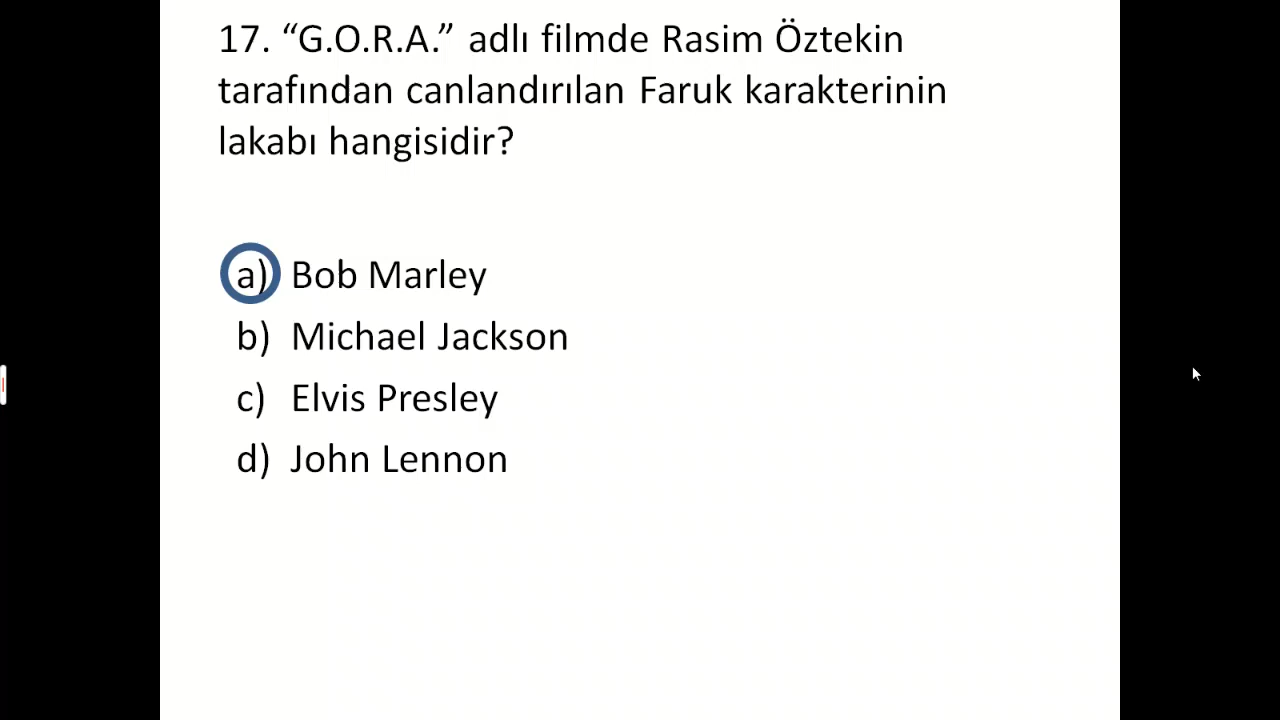 17. “G.O.R.A.” adlı filmde Rasim Öztekin
tarafından canlandırılan Faruk karakterinin
lakabı hangisidir?
a) Bob Marley
b) Michael Jackson
c) Elvis Presley
d) John Lennon